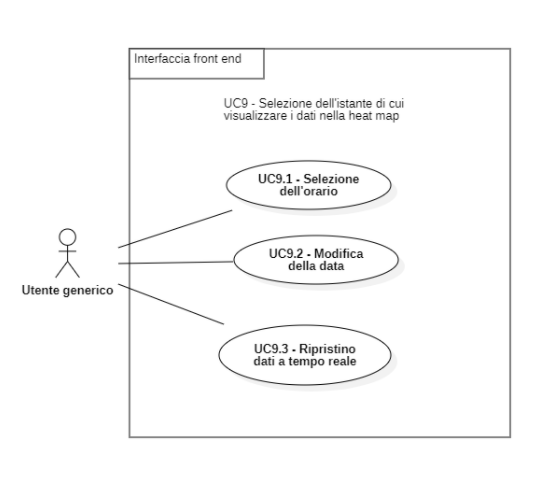 Interfaccia front end
UC9 - Selezione dell'istante di cui
visualizzare i dati nella heat map
UC9.1 - Selezione
dell'orario
UC9.2 - Modifica
della data
Utente generico
UC9.3 - Ripristino
dati a tempo reale